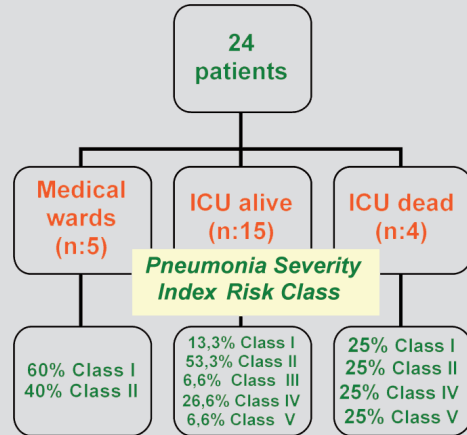 24
patients
Medical
wards
(n:5)
ICU alive
(n:15)
ICU dead
(n:4)
Pneumonia Severity
Index Risk Class
60% Class I
40% Class II
13,3% Class I
53,3% Class II
6,6% Class III
26,6% Class IV
6,6% Class V
25% Class I
25% Class II
25% Class IV
25% Class V